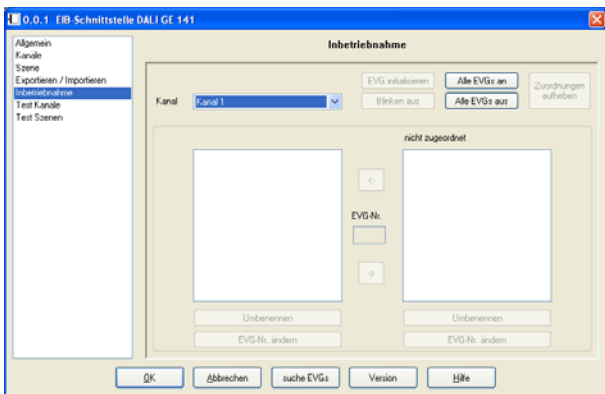 0.0.1 EIB-Schnittstelle DALI GE 141
Allgemein
Kanäle
Szene
Exportieren / Importieren
Inbetriebnahme
Test Kanäle
Test Szenen
Inbetriebnahme
EVG initialisieren
Alle EVGs an
Zuordnungen
aufheben
Kanal
Kanal 1
Blinken aus
Alle EVGs aus
nicht zugeordnet
<-
EVG-Nr.
->
Umbenennen
Umbenennen
EVG-Nr. ändern
EVG-Nr. ändern
OK
Abbrechen
suche EVGs
Version
Hilfe